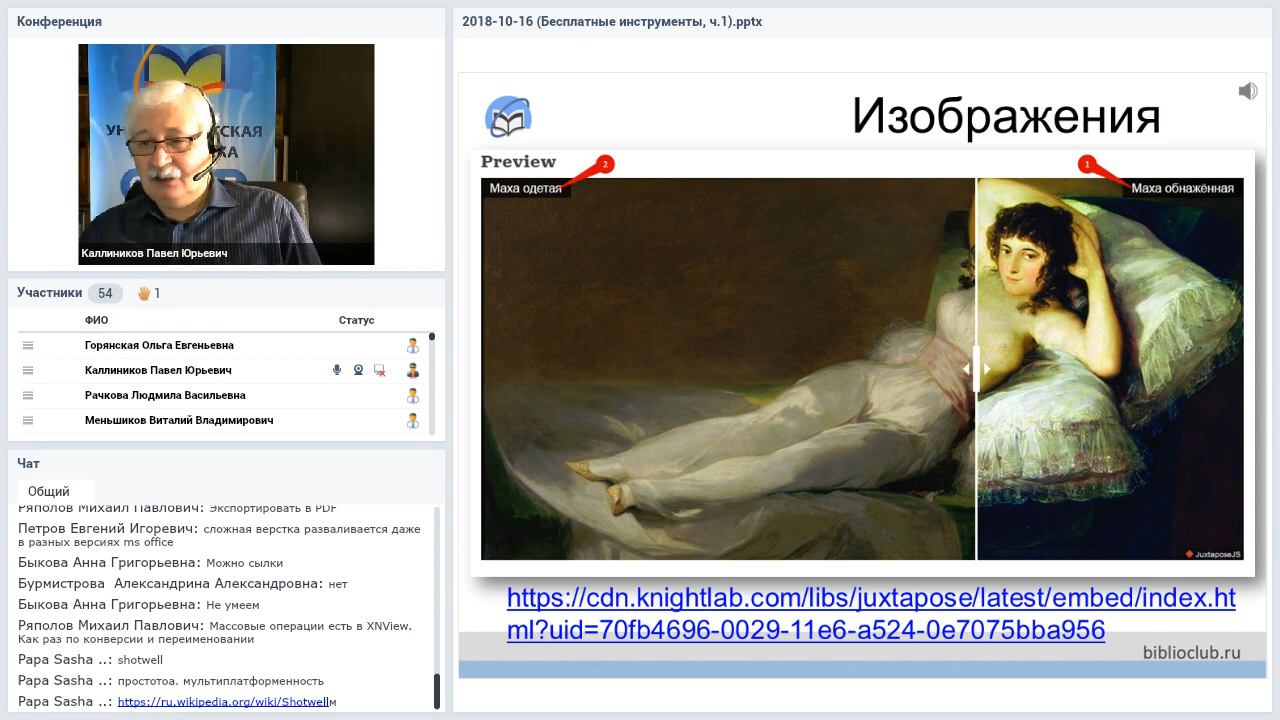 Конференция
УН
ТСКАЯ
КА
Каллиников Павел Юрьевич
Участники 54 1
ФИО Статус
Горянская Ольга Евгеньевна
Каллиников Павел Юрьевич
Рачкова Людмила Васильевна
Меньшиков Виталий Владимирович
Чат
Общий
Ряполов Михаил Павлович: Экспортировать в PDF
Петров Евгений Игоревич: сложная верстка разваливается даже
в разных версиях ms office
Быкова Анна Григорьевна: Можно сылки
Бурмистрова Александрина Александровна: нет
Быкова Анна Григорьевна: Не умеем
Ряполов Михаил Павлович: Массовые операции есть в XNView.
Как раз по конверсии и переименовании
Papa Sasha ..: shotwell
Papa Sasha ..: простотоа. мультиплатформенность
Papa Sasha ..: https://ru.wikipedia.org/wiki/Shotwellм
2018-10-16 (Бесплатные инструменты, ч.1).pptx
Изображения
Preview
2
1
Маха одетая
Маха обнажённая
JuxtaposeJS
https://cdn.knightlab.com/libs/juxtapose/latest/embed/index.ht
ml?uid=70fb4696-0029-11e6-a524-0e7075bba956
biblioclub.ru